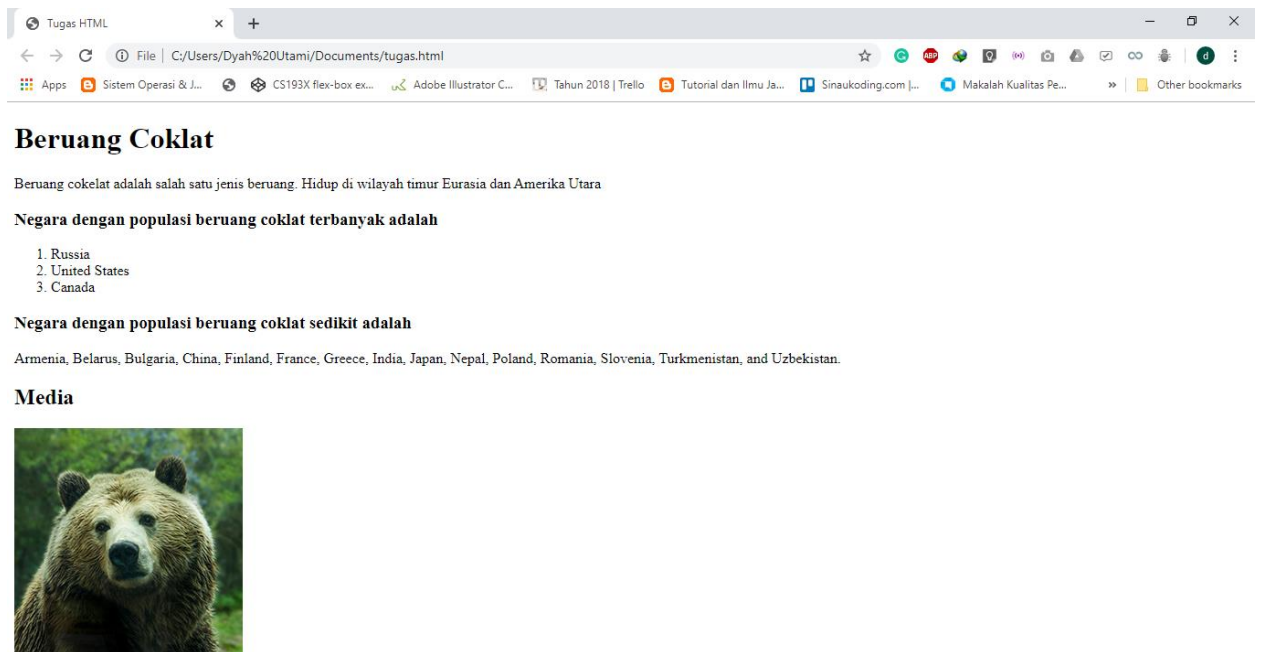 Tugas HTML
File | C:/Users/Dyah%20Utami/Documents/tugas.html
ABP
d
Apps Sistem Operasi & J... CS193X flex-box ex... Adobe Illustrator C... Tahun 2018 | Trello Tutorial dan Ilmu Ja... Sinaukoding.com |... Makalah Kualitas Pe... » Other bookmarks
Beruang Coklat
Beruang cokelat adalah salah satu jenis beruang. Hidup di wilayah timur Eurasia dan Amerika Utara
Negara dengan populasi beruang coklat terbanyak adalah
1. Russia
2. United States
3. Canada
Negara dengan populasi beruang coklat sedikit adalah
Armenia, Belarus, Bulgaria, China, Finland, France, Greece, India, Japan, Nepal, Poland, Romania, Slovenia, Turkmenistan, and Uzbekistan.
Media